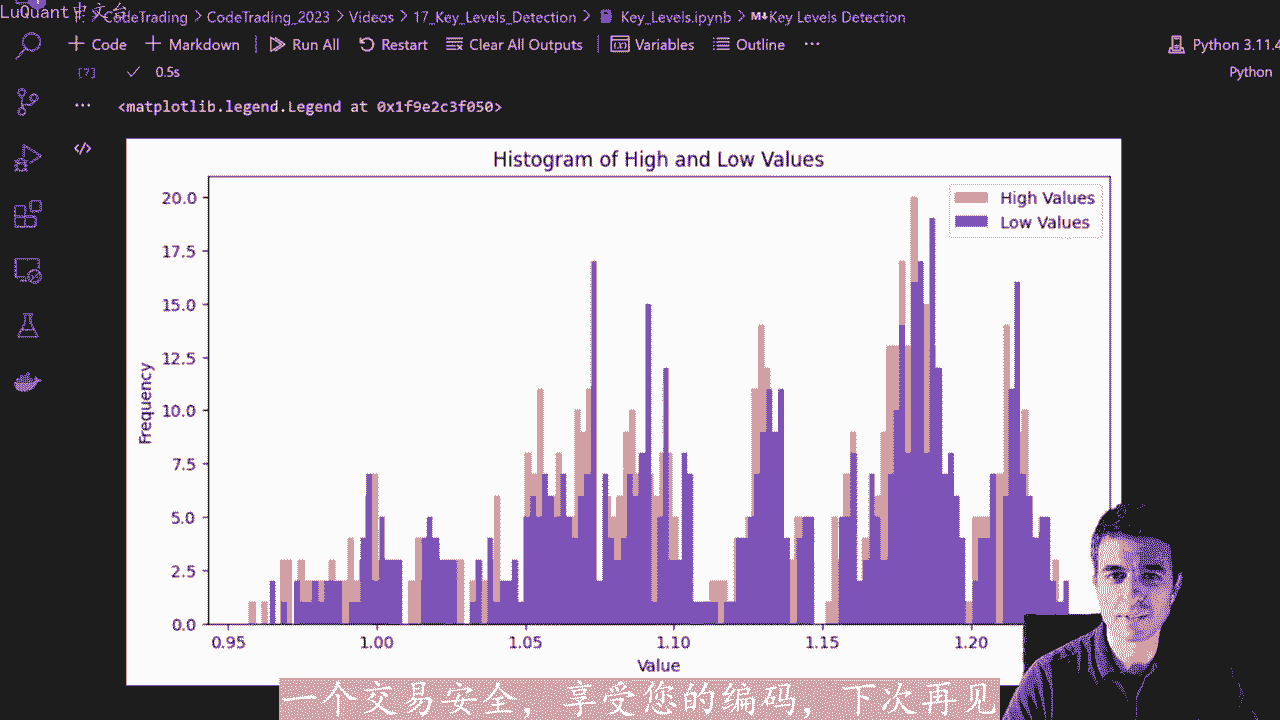 LuQuant中文台
CodeTrading > CodeTrading_2023 > Videos > 17_Key_Levels_Detection > Key_Levels.ipynb > M↓Key Levels Detection
+ Code + Markdown Run All Restart Clear All Outputs (x) Variables Outline ... Python 3.11.4
[7] ✓ 0.5s Python
... <matplotlib.legend.Legend at 0x1f9e2c3f050>
</>
Histogram of High and Low Values
High Values
Low Values
20.0
17.5
15.0
12.5
10.0
7.5
5.0
2.5
0.0
Frequency
0.95 1.00 1.05 1.10 1.15 1.20
Value
一个交易安全，享受您的编码，下次再见